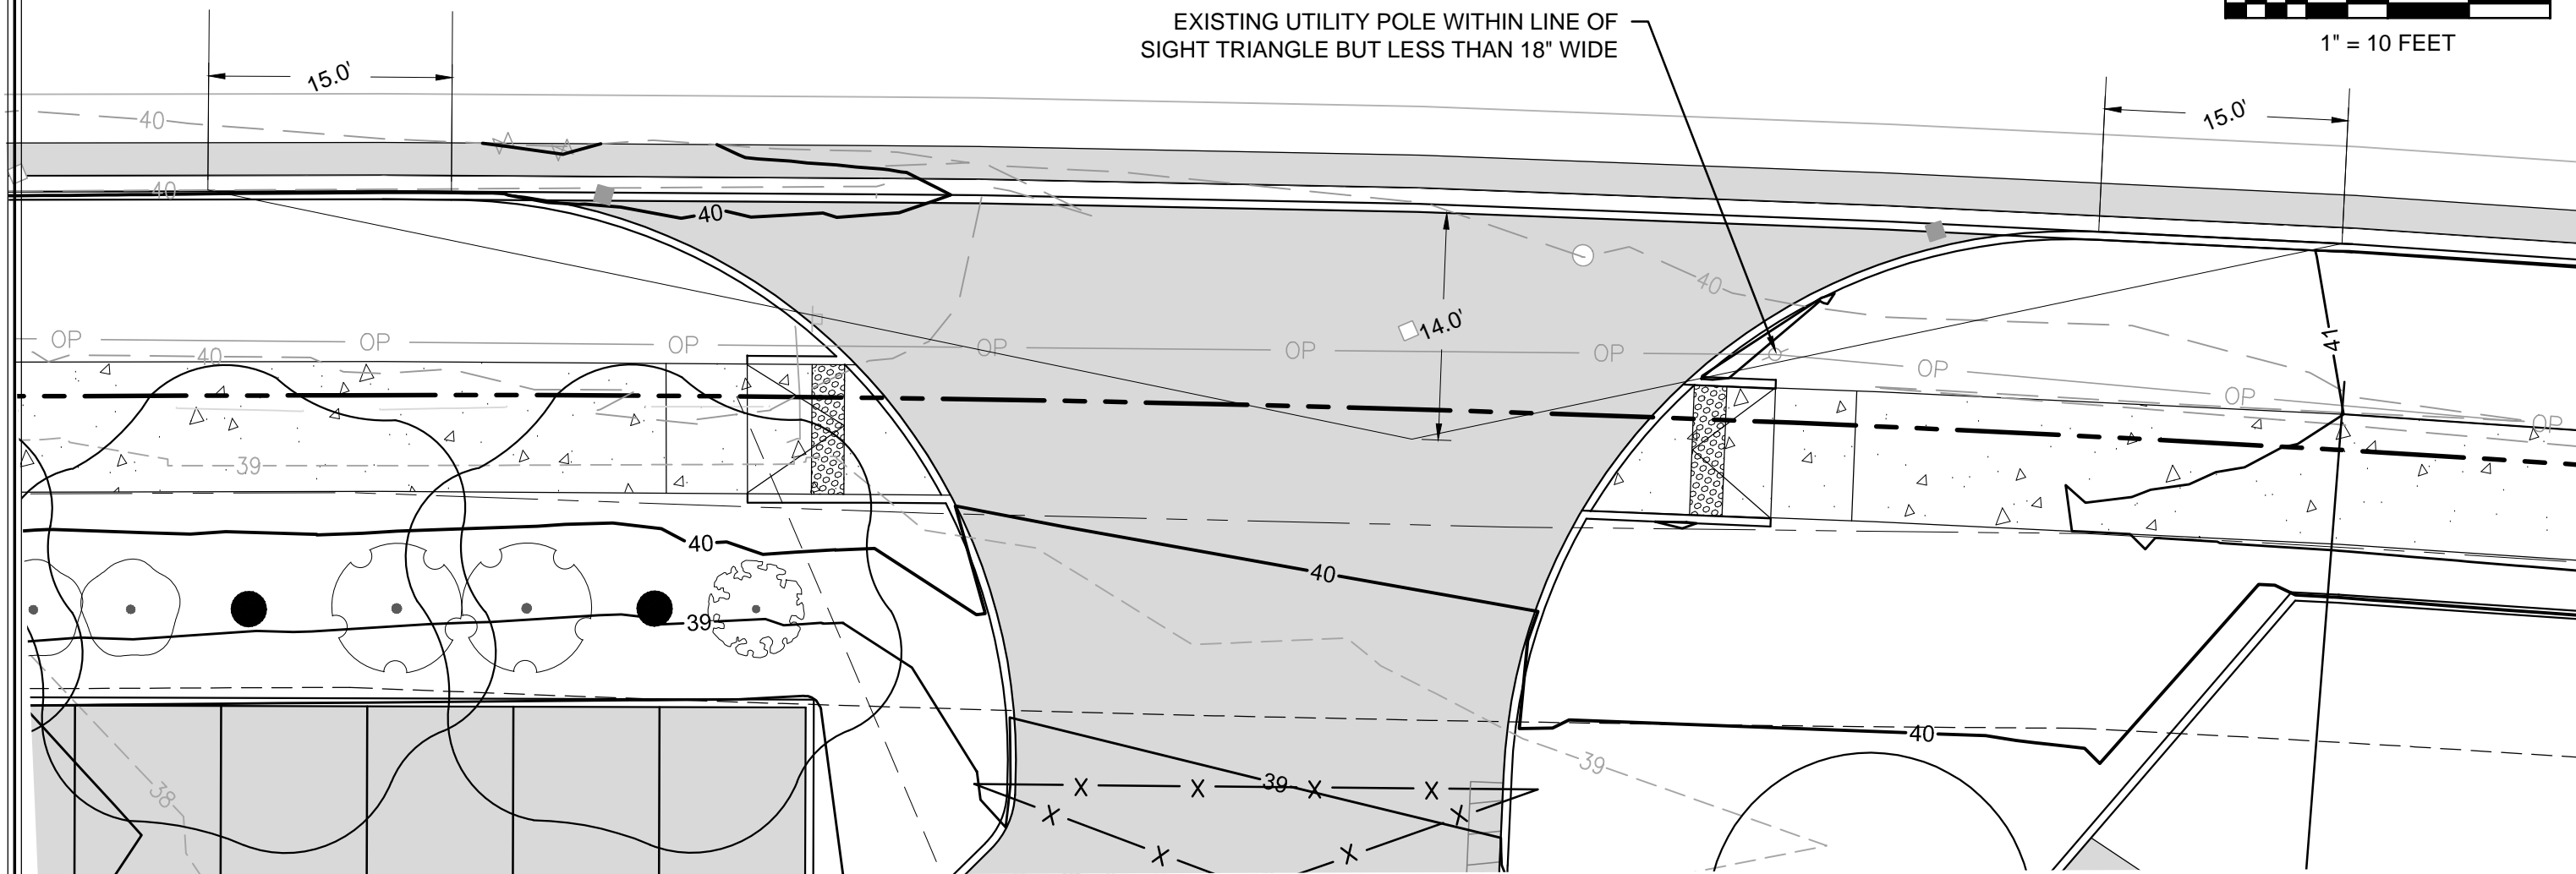 EXISTING UTILITY POLE WITHIN LINE OF
SIGHT TRIANGLE BUT LESS THAN 18" WIDE
1" = 10 FEET
15.0'
15.0'
40
40
40
14.0'
40
41
OP
OP
OP
OP
OP
OP
OP
OP
OP
40
39
40
40
39
40
39
39
38
X
X
X
X
X
X
X
X